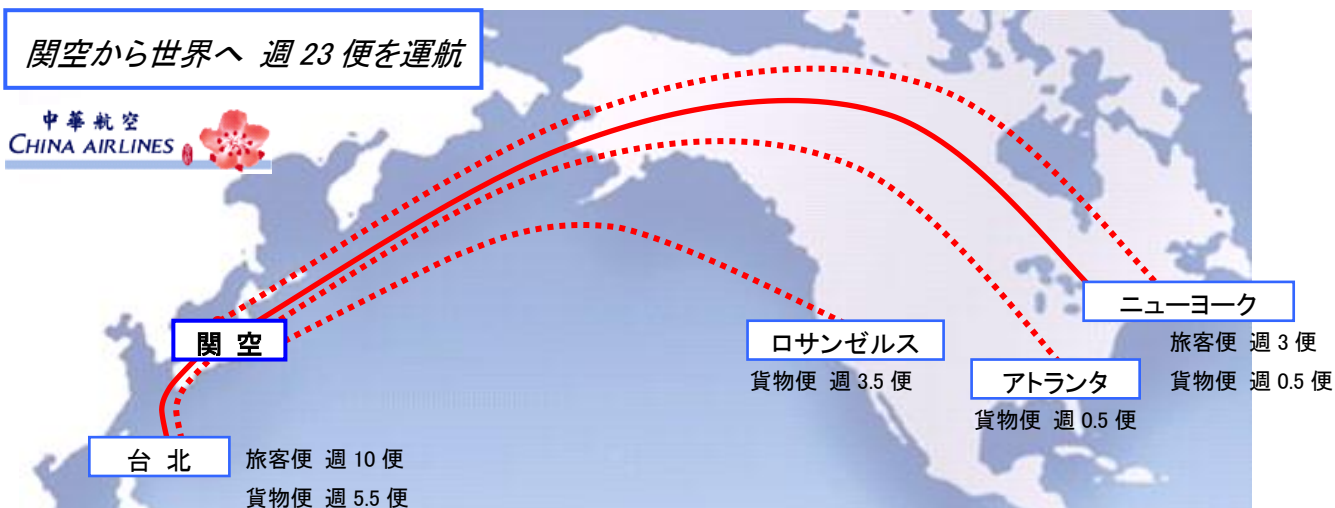 関空から世界へ 週 23 便を運航
中華航空
CHINA AIRLINES
関 空
ニューヨーク
旅客便 週 3 便
貨物便 週 0.5 便
ロサンゼルス
貨物便 週 3.5 便
アトランタ
貨物便 週 0.5 便
台 北
旅客便 週 10 便
貨物便 週 5.5 便